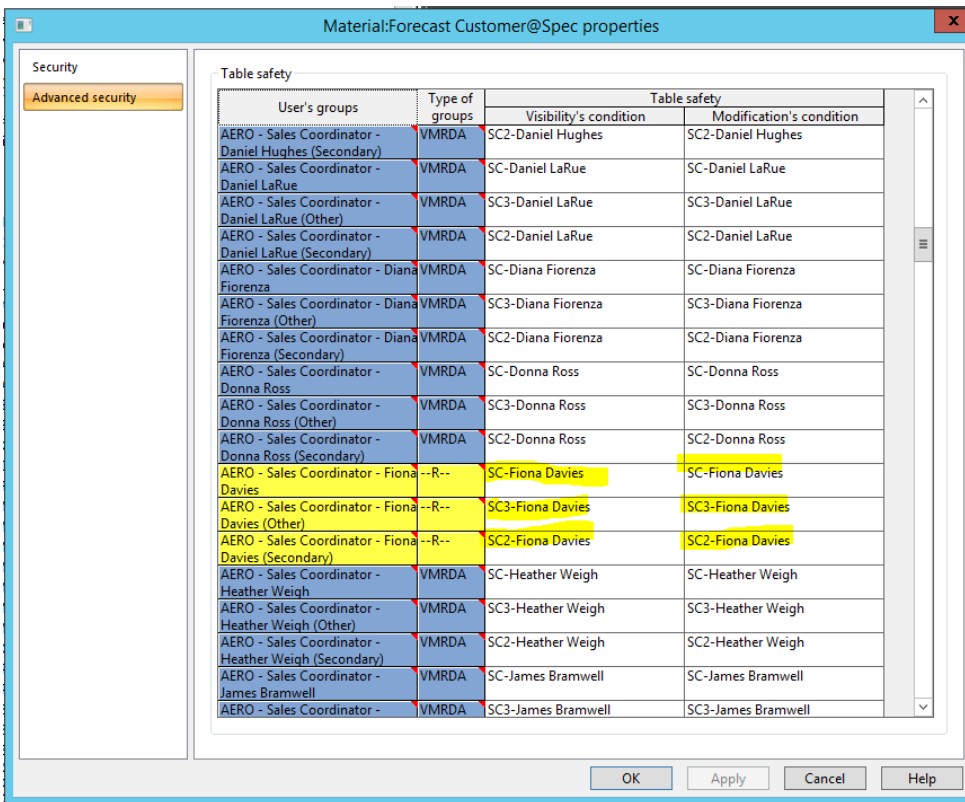 Material:Forecast Customer@Spec properties
x
Security
Advanced security
Table safety
User's groups
Type of groups
Table safety
Visibility's condition
Modification's condition
AERO - Sales Coordinator - VMRDA SC2-Daniel Hughes SC2-Daniel Hughes
Daniel Hughes (Secondary)
AERO - Sales Coordinator - VMRDA SC-Daniel LaRue SC-Daniel LaRue
Daniel LaRue
AERO - Sales Coordinator - VMRDA SC3-Daniel LaRue SC3-Daniel LaRue
Daniel LaRue (Other)
AERO - Sales Coordinator - VMRDA SC2-Daniel LaRue SC2-Daniel LaRue
Daniel LaRue (Secondary)
AERO - Sales Coordinator - Diana VMRDA SC-Diana Fiorenza SC-Diana Fiorenza
Fiorenza
AERO - Sales Coordinator - Diana VMRDA SC3-Diana Fiorenza SC3-Diana Fiorenza
Fiorenza (Other)
AERO - Sales Coordinator - Diana VMRDA SC2-Diana Fiorenza SC2-Diana Fiorenza
Fiorenza (Secondary)
AERO - Sales Coordinator - VMRDA SC-Donna Ross SC-Donna Ross
Donna Ross
AERO - Sales Coordinator - VMRDA SC3-Donna Ross SC3-Donna Ross
Donna Ross (Other)
AERO - Sales Coordinator - VMRDA SC2-Donna Ross SC2-Donna Ross
Donna Ross (Secondary)
AERO - Sales Coordinator - Fiona --R-- SC-Fiona Davies SC-Fiona Davies
Davies
AERO - Sales Coordinator - Fiona --R-- SC3-Fiona Davies SC3-Fiona Davies
Davies (Other)
AERO - Sales Coordinator - Fiona --R-- SC2-Fiona Davies SC2-Fiona Davies
Davies (Secondary)
AERO - Sales Coordinator - VMRDA SC-Heather Weigh SC-Heather Weigh
Heather Weigh
AERO - Sales Coordinator - VMRDA SC3-Heather Weigh SC3-Heather Weigh
Heather Weigh (Other)
AERO - Sales Coordinator - VMRDA SC2-Heather Weigh SC2-Heather Weigh
Heather Weigh (Secondary)
AERO - Sales Coordinator - VMRDA SC-James Bramwell SC-James Bramwell
James Bramwell
AERO - Sales Coordinator - VMRDA SC3-James Bramwell SC3-James Bramwell
OK
Apply
Cancel
Help